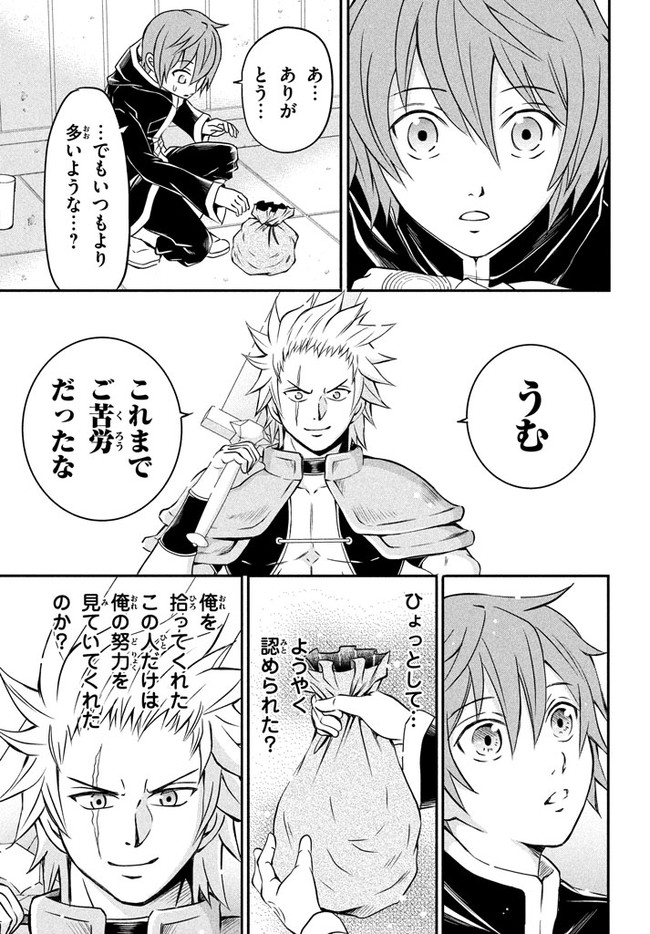 あ…
ありが
とう…
…でもいつもより
多いような…？
うむ
これまで
ご苦労
だったな
ひょっとして…
ようやく
認められた？
俺を
拾ってくれた
この人だけは
俺の努力を
見ていてくれた
のか？